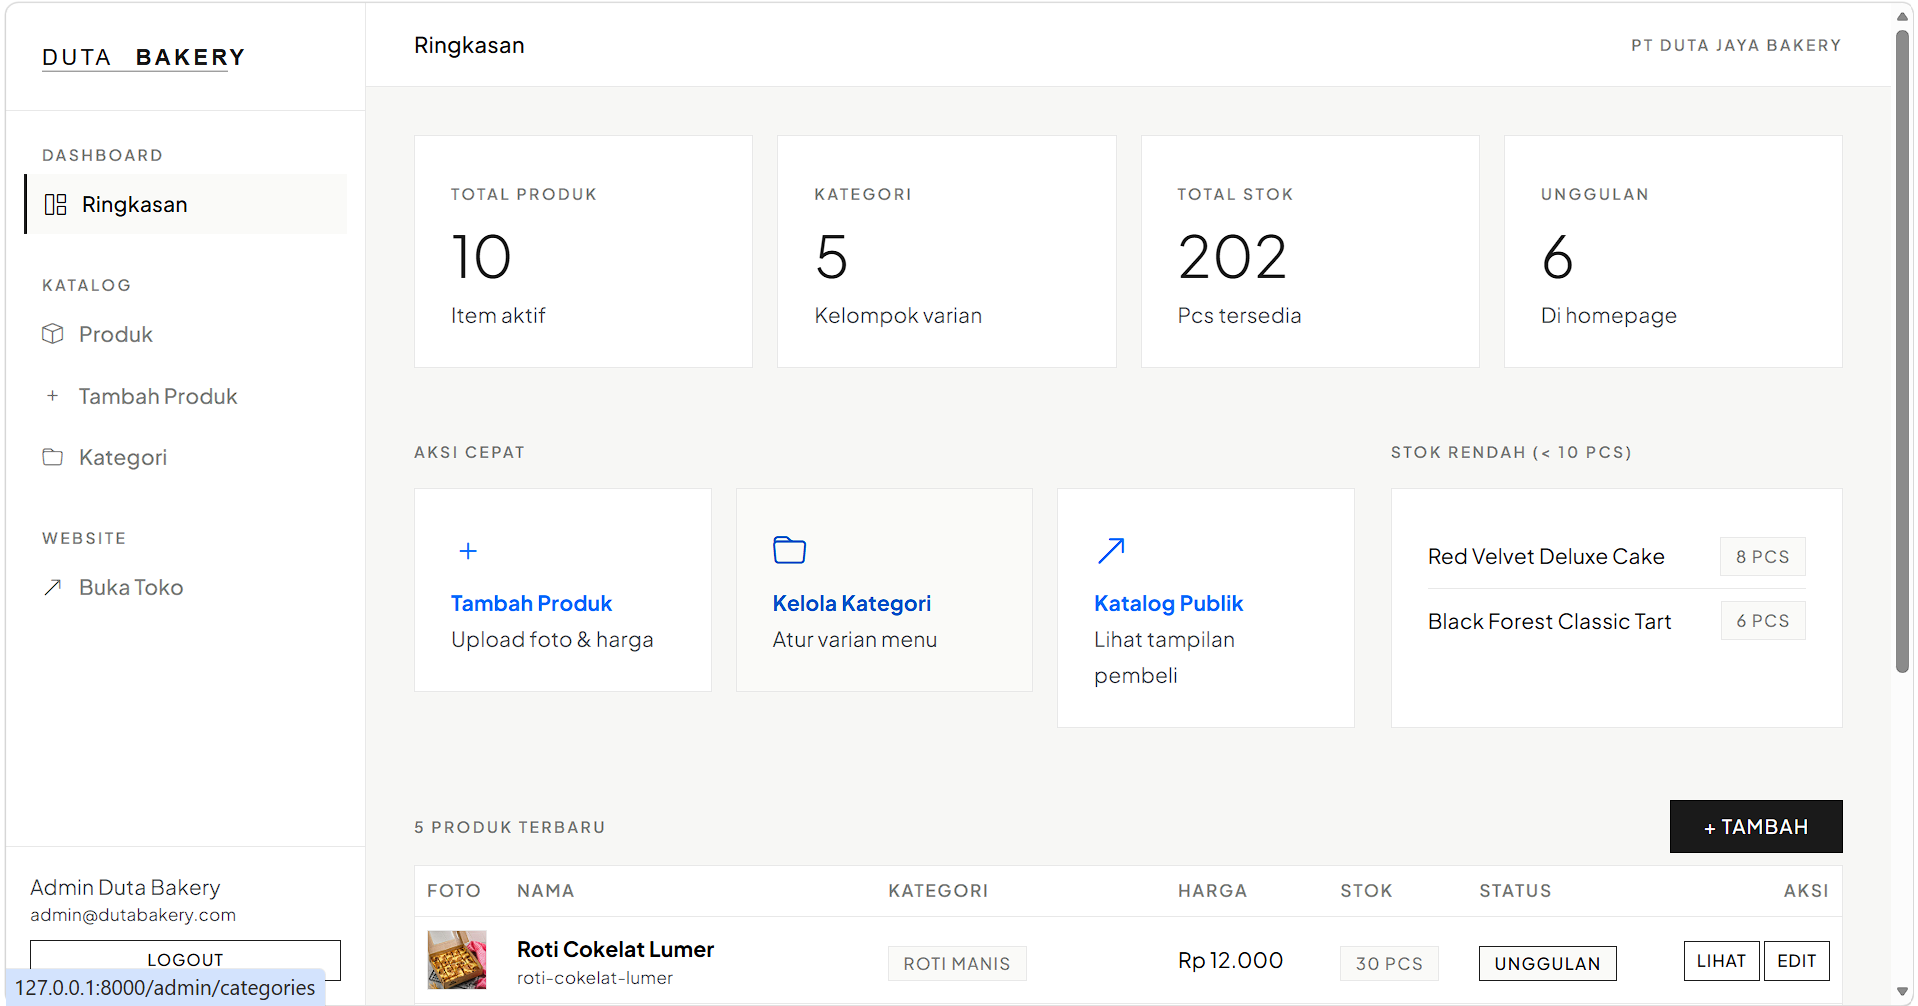 DUTA BAKERY
DASHBOARD
Ringkasan
KATALOG
Produk
+ Tambah Produk
Kategori
WEBSITE
Buka Toko
Admin Duta Bakery
admin@dutabakery.com
LOGOUT
127.0.0.1:8000/admin/categories
Ringkasan
PT DUTA JAYA BAKERY
TOTAL PRODUK
10
Item aktif
KATEGORI
5
Kelompok varian
TOTAL STOK
202
Pcs tersedia
UNGGULAN
6
Di homepage
AKSI CEPAT
+
Tambah Produk
Upload foto & harga
Kelola Kategori
Atur varian menu
Katalog Publik
Lihat tampilan
pembeli
STOK RENDAH (< 10 PCS)
Red Velvet Deluxe Cake 8 PCS
Black Forest Classic Tart 6 PCS
5 PRODUK TERBARU
+ TAMBAH
FOTO NAMA KATEGORI HARGA STOK STATUS AKSI
Roti Cokelat Lumer
roti-cokelat-lumer
ROTI MANIS Rp 12.000 30 PCS UNGGULAN LIHAT EDIT